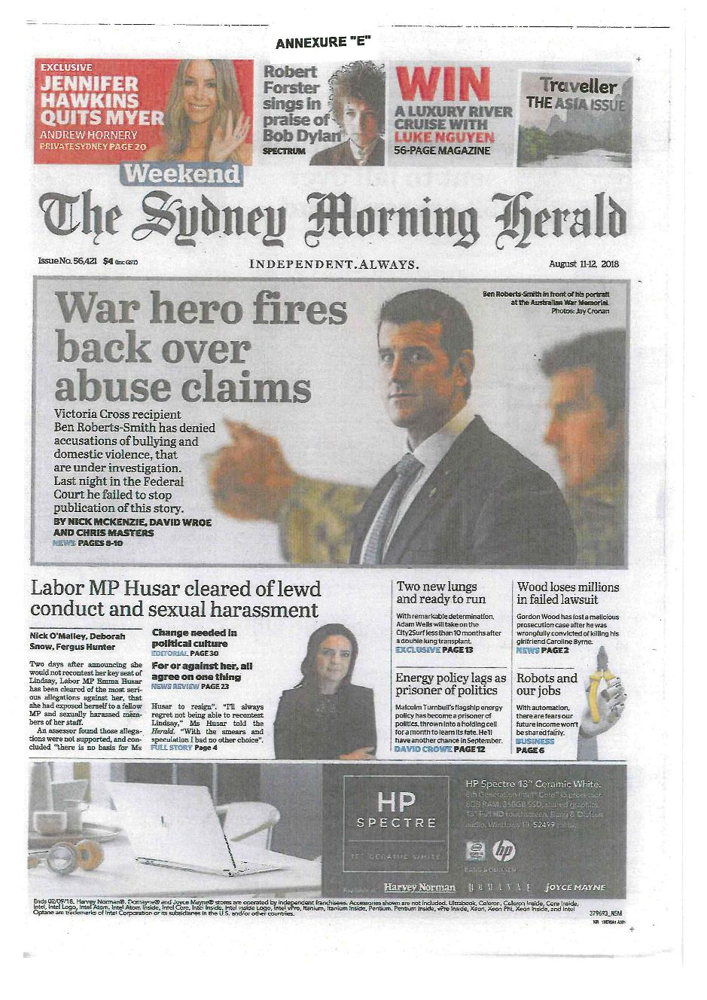 ANNEXURE "E"
EXCLUSIVE
JENNIFER
HAWKINS
QUITS MYER
ANDREW HORNERY
PRIVATE SYDNEY PAGE 20
Robert
Forster
sings in
praise of
Bob Dylan
SPECTRUM
WIN
A LUXURY RIVER
CRUISE WITH
LUKE NGUYEN
56-PAGE MAGAZINE
Traveller
THE ASIA ISSUE
Weekend
The Sydney Morning Herald
Issue No. 56,421 $4 (inc GST)
INDEPENDENT. ALWAYS.
August 11-12, 2018
War hero fires
back over
abuse claims
Victoria Cross recipient
Ben Roberts-Smith has denied
accusations of bullying and
domestic violence, that
are under investigation.
Last night in the Federal
Court he failed to stop
publication of this story.
BY NICK MCKENZIE, DAVID WROE
AND CHRIS MASTERS
NEWS PAGES 8-10
Ben Roberts-Smith in front of his portrait
at the Australian War Memorial.
Photos: Jay Cronan
Labor MP Husar cleared of lewd
conduct and sexual harassment
Nick O'Malley, Deborah
Snow, Fergus Hunter
Two days after announcing she
would not recontest her key seat of
Lindsay, Labor MP Emma Husar
has been cleared of the most seri-
ous allegations against her, that
she had exposed herself to a fellow
MP and sexually harassed mem-
bers of her staff.
An assessor found those allega-
tions were not supported, and con-
cluded "there is no basis for Ms
Change needed in
political culture
EDITORIAL PAGE 30
For or against her, all
agree on one thing
NEWS REVIEW PAGE 23
Husar to resign". "I'll always
regret not being able to recontest
Lindsay," Ms Husar told the
Herald. "With the smears and
speculation I had no other choice".
FULL STORY Page 4
Two new lungs
and ready to run
With remarkable determination,
Adam Wells will take on the
City2Surf less than 10 months after
a double lung transplant.
EXCLUSIVE PAGE 13
Wood loses millions
in failed lawsuit
Gordon Wood has lost a malicious
prosecution case after he was
wrongfully convicted of killing his
girlfriend Caroline Byrne.
NEWS PAGE 2
Energy policy lags as
prisoner of politics
Malcolm Turnbull's flagship energy
policy has become a prisoner of
politics, thrown into a holding cell
for a month to learn its fate. He'll
have another chance in September.
DAVID CROWE PAGE 12
Robots and
our jobs
With automation,
there are fears our
future income won't
be shared fairly.
BUSINESS
PAGE 6
HP
SPECTRE
13" CERAMIC WHITE
HP Spectre 13" Ceramic White.
8th Generation Intel® Core™ i5 processor,
8GB RAM, 256GB SSD, shared graphics,
13" Full HD touchscreen, Bang & Olufsen
audio, Windows 10 $2499
hp
BANG & OLUFSEN
Available at Harvey Norman DOMAYNE JOYCE MAYNE
Ends 02/09/18. Harvey Norman®, Domayne® and Joyce Mayne® stores are operated by independent franchisees. Accessories shown are not included. Ultrabook, Celeron, Celeron Inside, Core Inside,
Intel, Intel Logo, Intel Atom, Intel Atom Inside, Intel Core, Intel Inside, Intel Inside Logo, Intel vPro, Itanium, Itanium Inside, Pentium, Pentium Inside, vPro Inside, Xeon, Xeon Phi, Xeon Inside, and Intel
Optane are trademarks of Intel Corporation or its subsidiaries in the U.S. and/or other countries.
379693_NSM